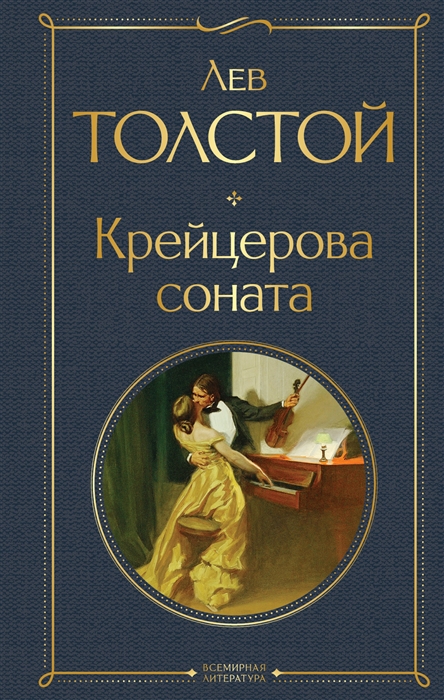 Лев
ТОЛСТОЙ
Крейцерова
соната
ВСЕМИРНАЯ
ЛИТЕРАТУРА